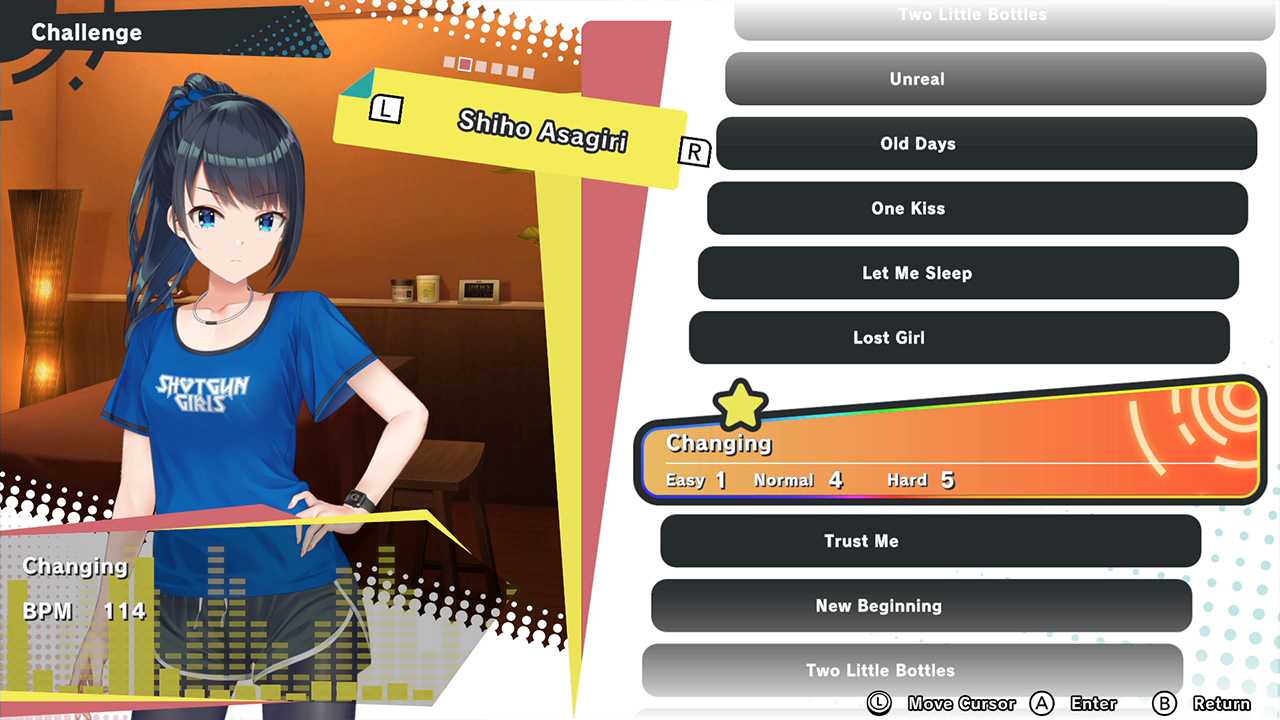 Challenge
L
Shiho Asagiri
R
SHOTGUN
GIRLS
Changing
BPM 114
Two Little Bottles
Unreal
Old Days
One Kiss
Let Me Sleep
Lost Girl
Changing
Easy 1 Normal 4 Hard 5
Trust Me
New Beginning
Two Little Bottles
L Move Cursor A Enter B Return